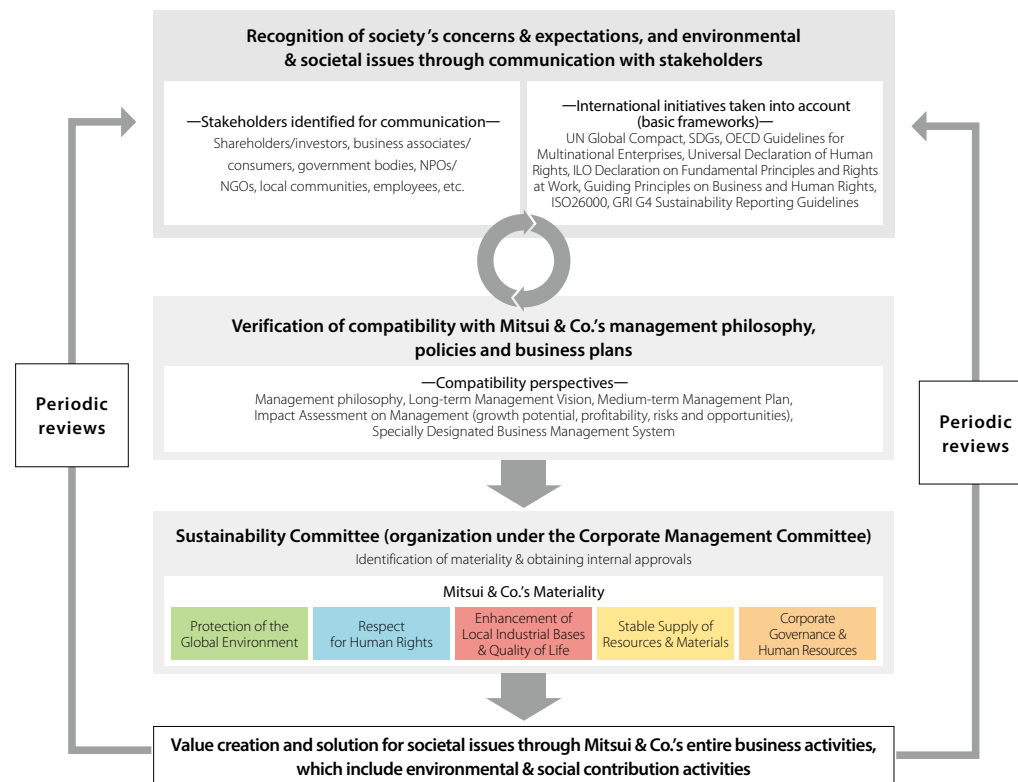 Recognition of society's concerns & expectations, and environmental
& societal issues through communication with stakeholders
—Stakeholders identified for communication—
Shareholders/investors, business associates/
consumers, government bodies, NPOs/
NGOs, local communities, employees, etc.
—International initiatives taken into account
(basic frameworks)—
UN Global Compact, SDGs, OECD Guidelines for
Multinational Enterprises, Universal Declaration of Human
Rights, ILO Declaration on Fundamental Principles and Rights
at Work, Guiding Principles on Business and Human Rights,
ISO26000, GRI G4 Sustainability Reporting Guidelines
Verification of compatibility with Mitsui & Co.'s management philosophy,
policies and business plans
—Compatibility perspectives—
Management philosophy, Long-term Management Vision, Medium-term Management Plan,
Impact Assessment on Management (growth potential, profitability, risks and opportunities),
Specially Designated Business Management System
Periodic
reviews
Periodic
reviews
Sustainability Committee (organization under the Corporate Management Committee)
Identification of materiality & obtaining internal approvals
Mitsui & Co.'s Materiality
Protection of the
Global Environment
Respect
for Human Rights
Enhancement of
Local Industrial Bases
& Quality of Life
Stable Supply of
Resources & Materials
Corporate
Governance &
Human Resources
Value creation and solution for societal issues through Mitsui & Co.'s entire business activities,
which include environmental & social contribution activities